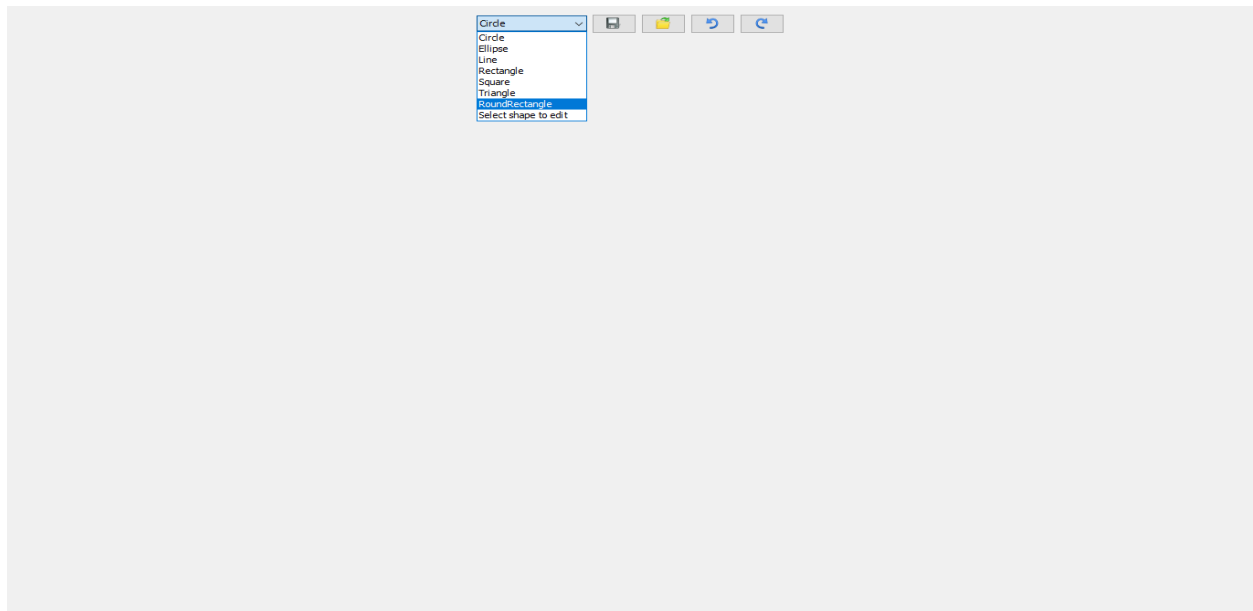 Circle
Circle
Ellipse
Line
Rectangle
Square
Triangle
RoundRectangle
Select shape to edit